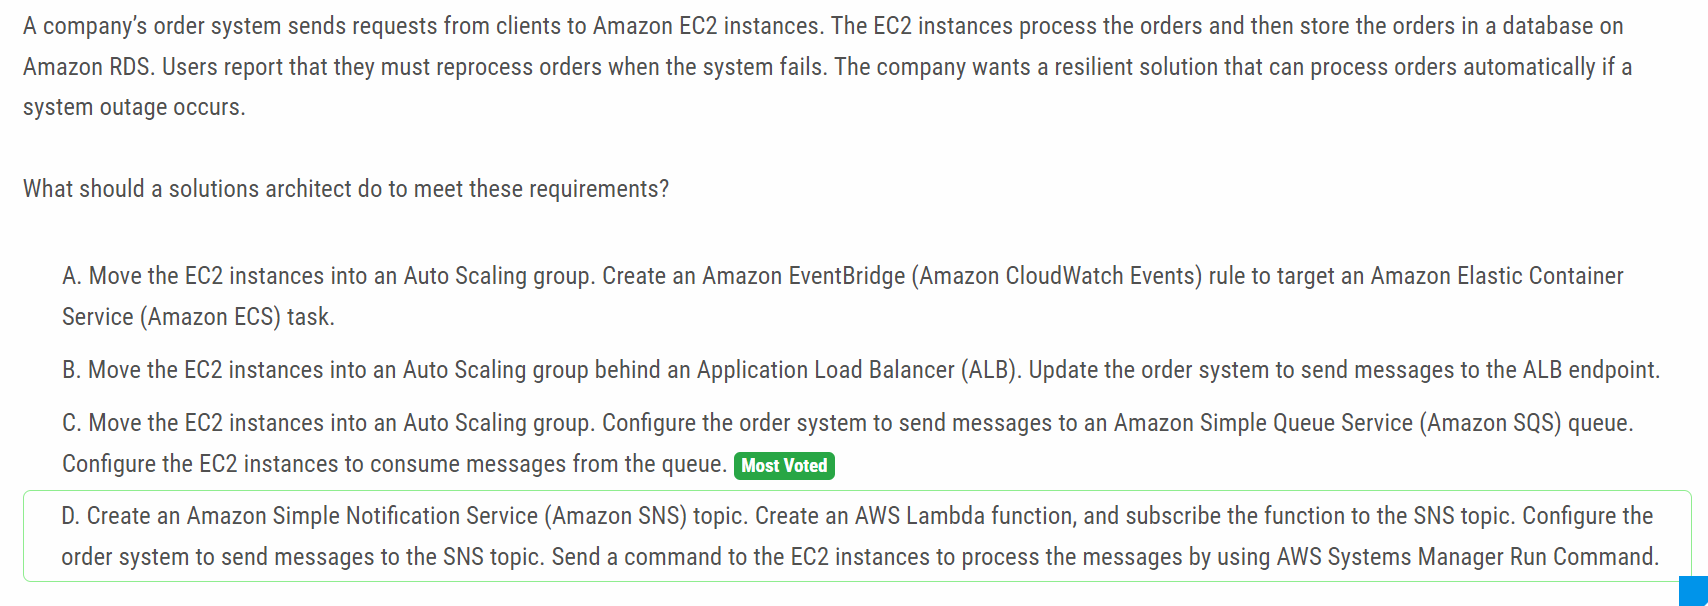 A company’s order system sends requests from clients to Amazon EC2 instances. The EC2 instances process the orders and then store the orders in a database on
Amazon RDS. Users report that they must reprocess orders when the system fails. The company wants a resilient solution that can process orders automatically if a
system outage occurs.
What should a solutions architect do to meet these requirements?
A. Move the EC2 instances into an Auto Scaling group. Create an Amazon EventBridge (Amazon CloudWatch Events) rule to target an Amazon Elastic Container
Service (Amazon ECS) task.
B. Move the EC2 instances into an Auto Scaling group behind an Application Load Balancer (ALB). Update the order system to send messages to the ALB endpoint.
C. Move the EC2 instances into an Auto Scaling group. Configure the order system to send messages to an Amazon Simple Queue Service (Amazon SQS) queue.
Configure the EC2 instances to consume messages from the queue. Most Voted
D. Create an Amazon Simple Notification Service (Amazon SNS) topic. Create an AWS Lambda function, and subscribe the function to the SNS topic. Configure the
order system to send messages to the SNS topic. Send a command to the EC2 instances to process the messages by using AWS Systems Manager Run Command.